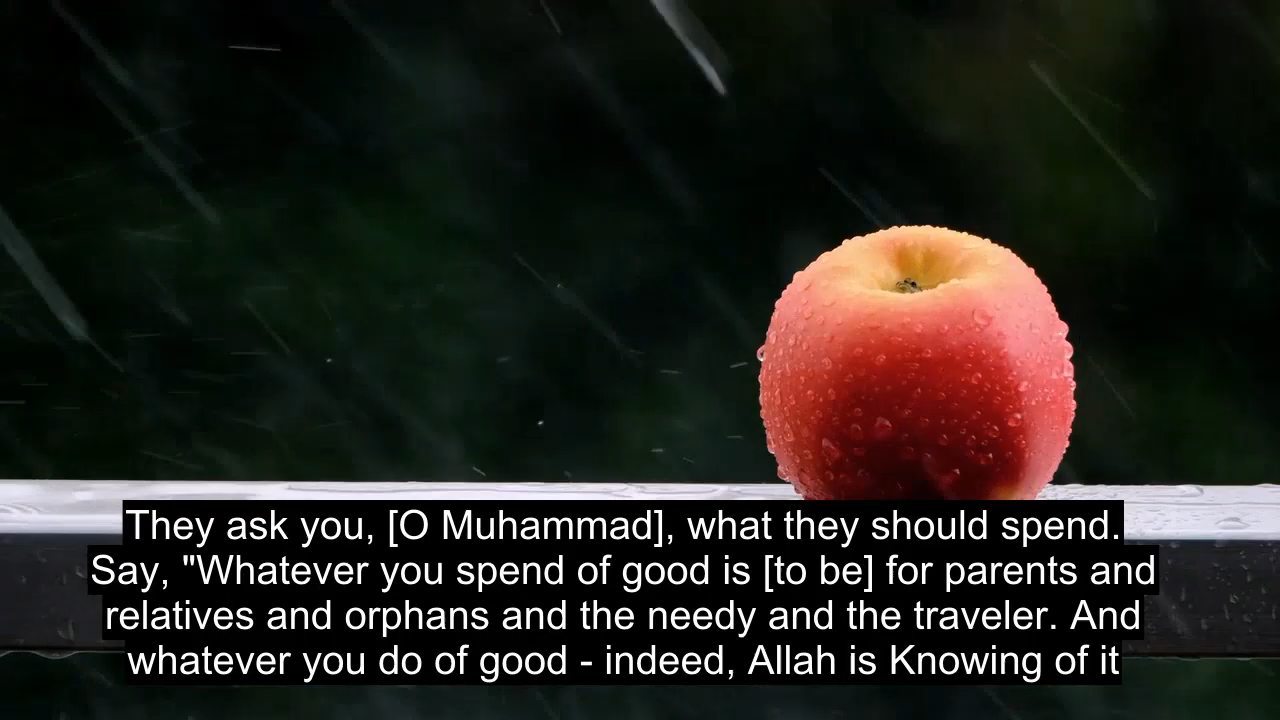 They ask you, [O Muhammad], what they should spend.
Say, "Whatever you spend of good is [to be] for parents and
relatives and orphans and the needy and the traveler. And
whatever you do of good - indeed, Allah is Knowing of it